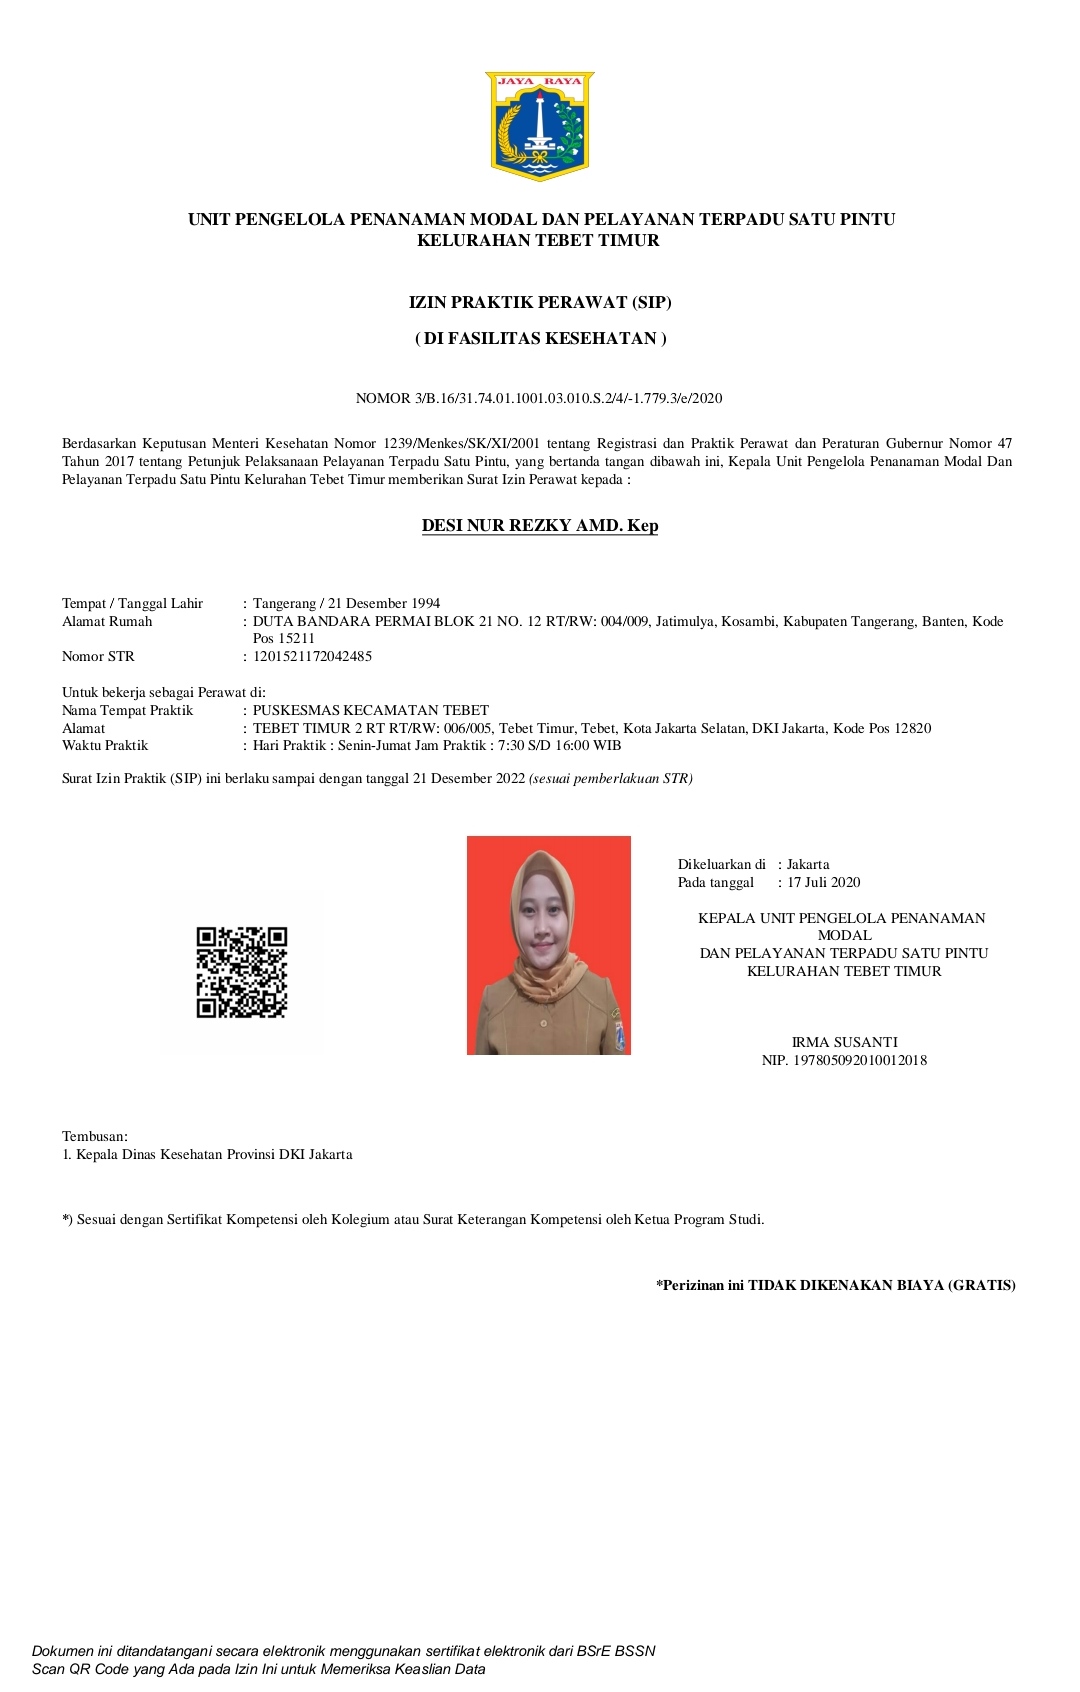 JAYA RAYA
UNIT PENGELOLA PENANAMAN MODAL DAN PELAYANAN TERPADU SATU PINTU
KELURAHAN TEBET TIMUR
IZIN PRAKTIK PERAWAT (SIP)
( DI FASILITAS KESEHATAN )
NOMOR 3/B.16/31.74.01.1001.03.010.S.2/4/-1.779.3/e/2020
Berdasarkan Keputusan Menteri Kesehatan Nomor 1239/Menkes/SK/XI/2001 tentang Registrasi dan Praktik Perawat dan Peraturan Gubernur Nomor 47
Tahun 2017 tentang Petunjuk Pelaksanaan Pelayanan Terpadu Satu Pintu, yang bertanda tangan dibawah ini, Kepala Unit Pengelola Penanaman Modal Dan
Pelayanan Terpadu Satu Pintu Kelurahan Tebet Timur memberikan Surat Izin Perawat kepada :
DESI NUR REZKY AMD. Kep
Tempat / Tanggal Lahir : Tangerang / 21 Desember 1994
Alamat Rumah : DUTA BANDARA PERMAI BLOK 21 NO. 12 RT/RW: 004/009, Jatimulya, Kosambi, Kabupaten Tangerang, Banten, Kode
Pos 15211
Nomor STR : 1201521172042485
Untuk bekerja sebagai Perawat di:
Nama Tempat Praktik : PUSKESMAS KECAMATAN TEBET
Alamat : TEBET TIMUR 2 RT RT/RW: 006/005, Tebet Timur, Tebet, Kota Jakarta Selatan, DKI Jakarta, Kode Pos 12820
Waktu Praktik : Hari Praktik : Senin-Jumat Jam Praktik : 7:30 S/D 16:00 WIB
Surat Izin Praktik (SIP) ini berlaku sampai dengan tanggal 21 Desember 2022 (sesuai pemberlakuan STR)
Dikeluarkan di : Jakarta
Pada tanggal : 17 Juli 2020
KEPALA UNIT PENGELOLA PENANAMAN
MODAL
DAN PELAYANAN TERPADU SATU PINTU
KELURAHAN TEBET TIMUR
IRMA SUSANTI
NIP. 197805092010012018
Tembusan:
1. Kepala Dinas Kesehatan Provinsi DKI Jakarta
*) Sesuai dengan Sertifikat Kompetensi oleh Kolegium atau Surat Keterangan Kompetensi oleh Ketua Program Studi.
*Perizinan ini TIDAK DIKENAKAN BIAYA (GRATIS)
Dokumen ini ditandatangani secara elektronik menggunakan sertifikat elektronik dari BSrE BSSN
Scan QR Code yang Ada pada Izin Ini untuk Memeriksa Keaslian Data